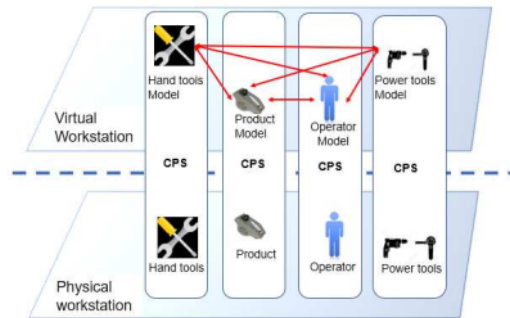 Hand tools
Model
Product
Model
Operator
Model
Power tools
Model
Virtual
Workstation
CPS
CPS
CPS
CPS
Hand tools
Product
Operator
Power tools
Physical
workstation